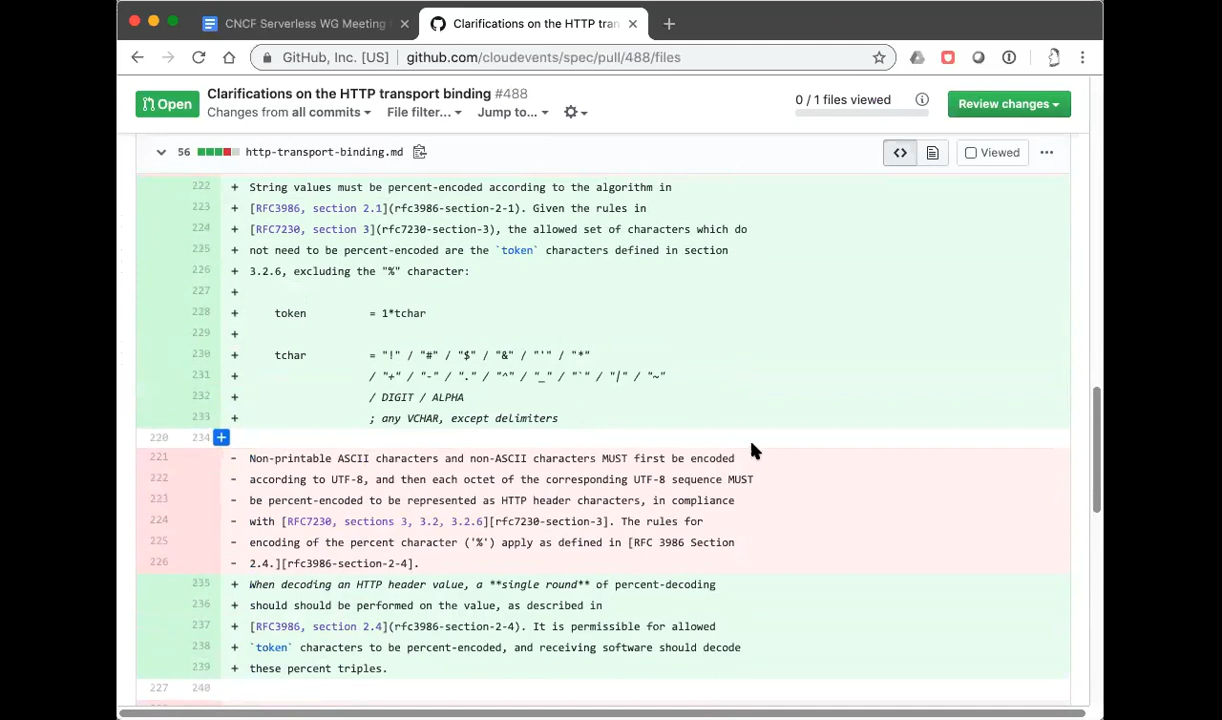 CNCF Serverless WG Meeting
Clarifications on the HTTP tran
GitHub, Inc. [US] | github.com/cloudevents/spec/pull/488/files
Open
Clarifications on the HTTP transport binding #488
Changes from all commits File filter... Jump to...
0 / 1 files viewed
Review changes
56 http-transport-binding.md
Viewed
222 + String values must be percent-encoded according to the algorithm in
223 + [RFC3986, section 2.1](rfc3986-section-2-1). Given the rules in
224 + [RFC7230, section 3](rfc7230-section-3), the allowed set of characters which do
225 + not need to be percent-encoded are the `token` characters defined in section
226 + 3.2.6, excluding the "%" character:
227 +
228 + token = 1*tchar
229 +
230 + tchar = "!" / "#" / "$" / "&" / "'" / "*"
231 + / "+" / "-" / "." / "^" / "_" / "`" / "|" / "~"
232 + / DIGIT / ALPHA
233 + ; any VCHAR, except delimiters
220 234 +
221 - Non-printable ASCII characters and non-ASCII characters MUST first be encoded
222 - according to UTF-8, and then each octet of the corresponding UTF-8 sequence MUST
223 - be percent-encoded to be represented as HTTP header characters, in compliance
224 - with [RFC7230, sections 3, 3.2, 3.2.6][rfc7230-section-3]. The rules for
225 - encoding of the percent character ('%') apply as defined in [RFC 3986 Section
226 - 2.4.][rfc3986-section-2-4].
235 + When decoding an HTTP header value, a **single round** of percent-decoding
236 + should should be performed on the value, as described in
237 + [RFC3986, section 2.4](rfc3986-section-2-4). It is permissible for allowed
238 + `token` characters to be percent-encoded, and receiving software should decode
239 + these percent triples.
227 240